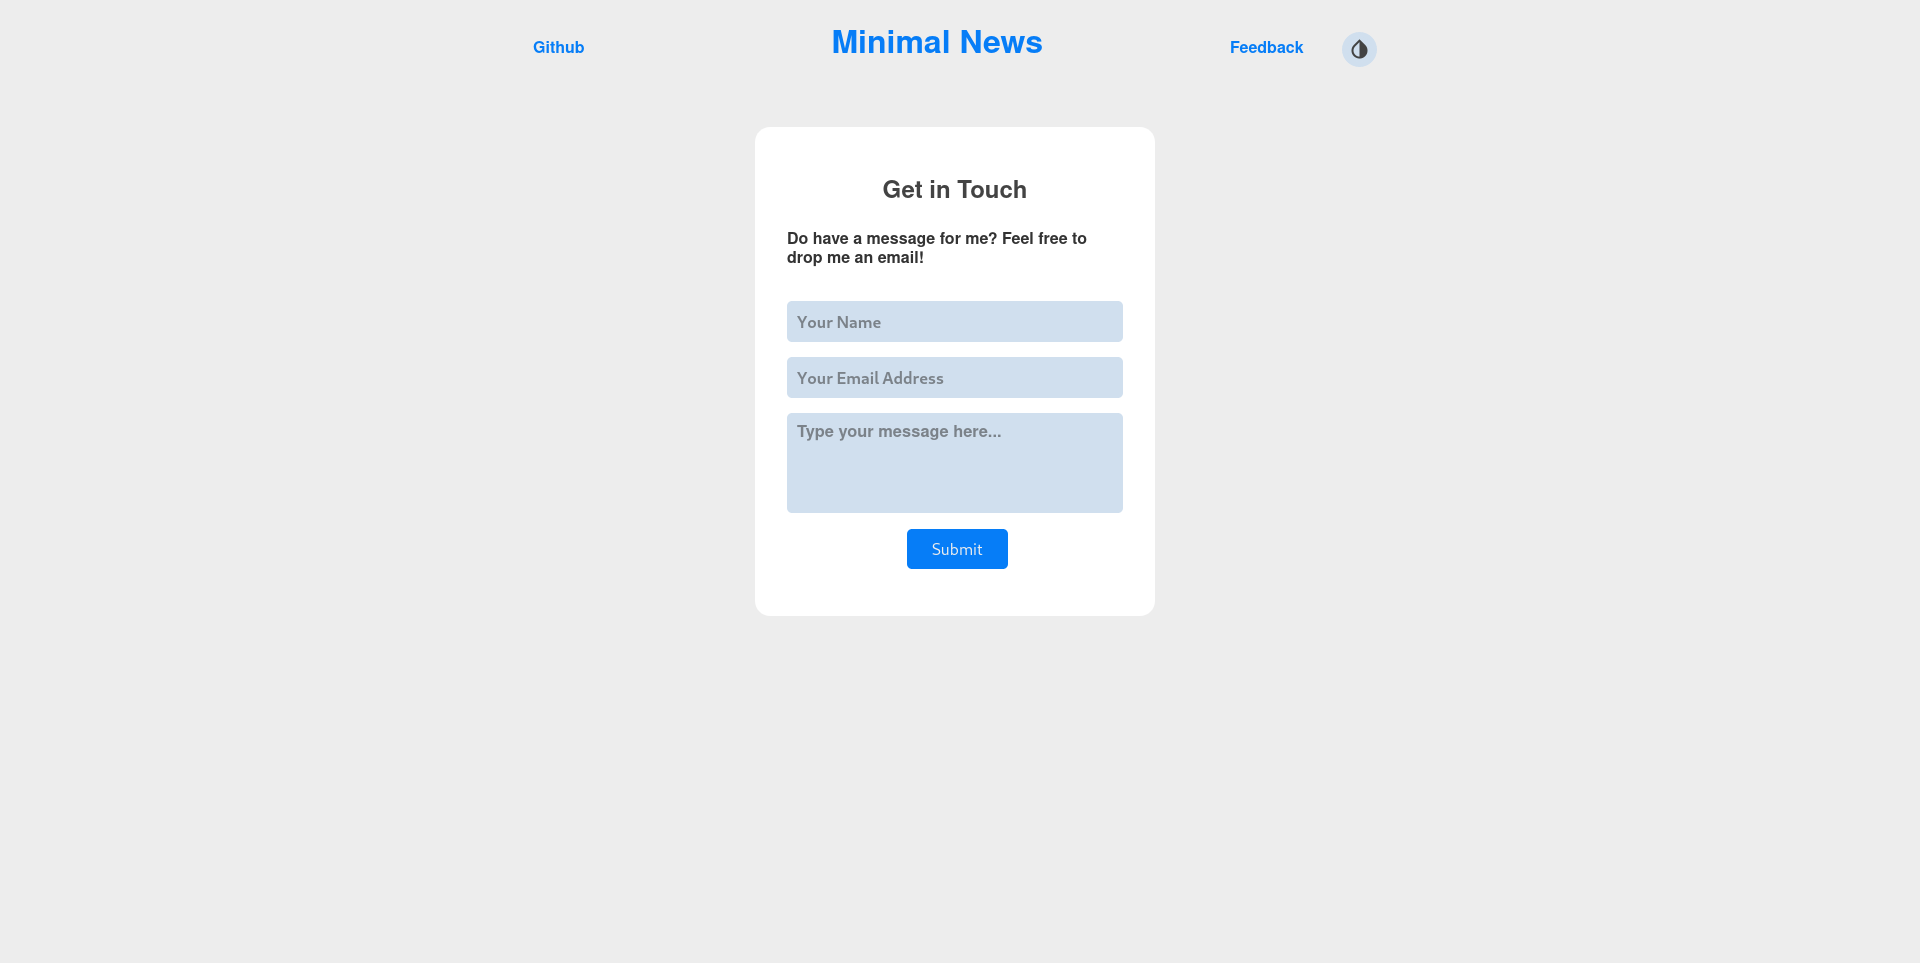 Github
Minimal News
Feedback
Get in Touch
Do have a message for me? Feel free to
drop me an email!
Your Name
Your Email Address
Type your message here...
Submit